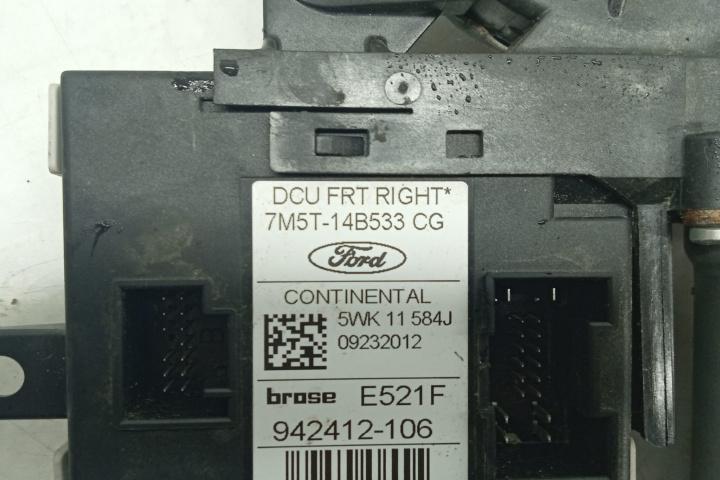 DCU FRT RIGHT*
7M5T-14B533 CG
Ford
CONTINENTAL
5WK 11 584J
09232012
brose E521F
942412-106